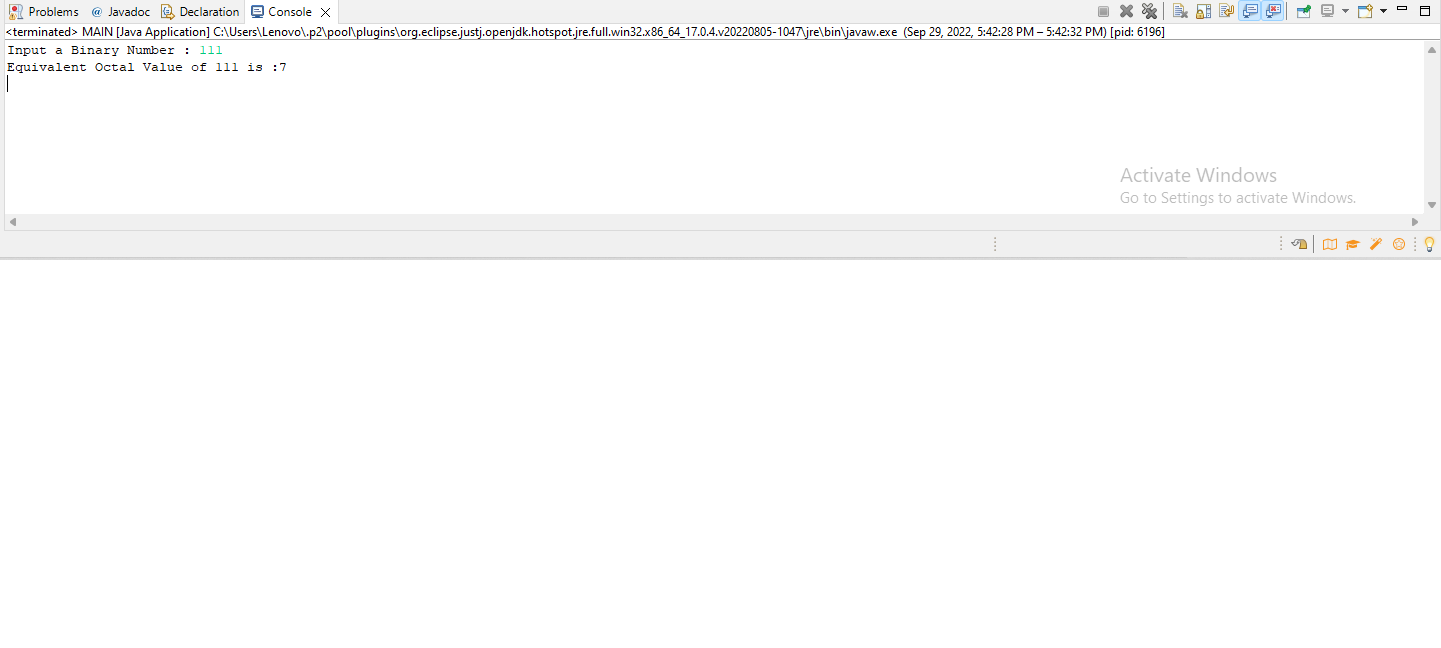 Problems @ Javadoc Declaration Console
<terminated> MAIN [Java Application] C:\Users\Lenovo\.p2\pool\plugins\org.eclipse.justj.openjdk.hotspot.jre.full.win32.x86_64_17.0.4.v20220805-1047\jre\bin\javaw.exe (Sep 29, 2022, 5:42:28 PM – 5:42:32 PM) [pid: 6196]
Input a Binary Number : 111
Equivalent Octal Value of 111 is :7
Activate Windows
Go to Settings to activate Windows.